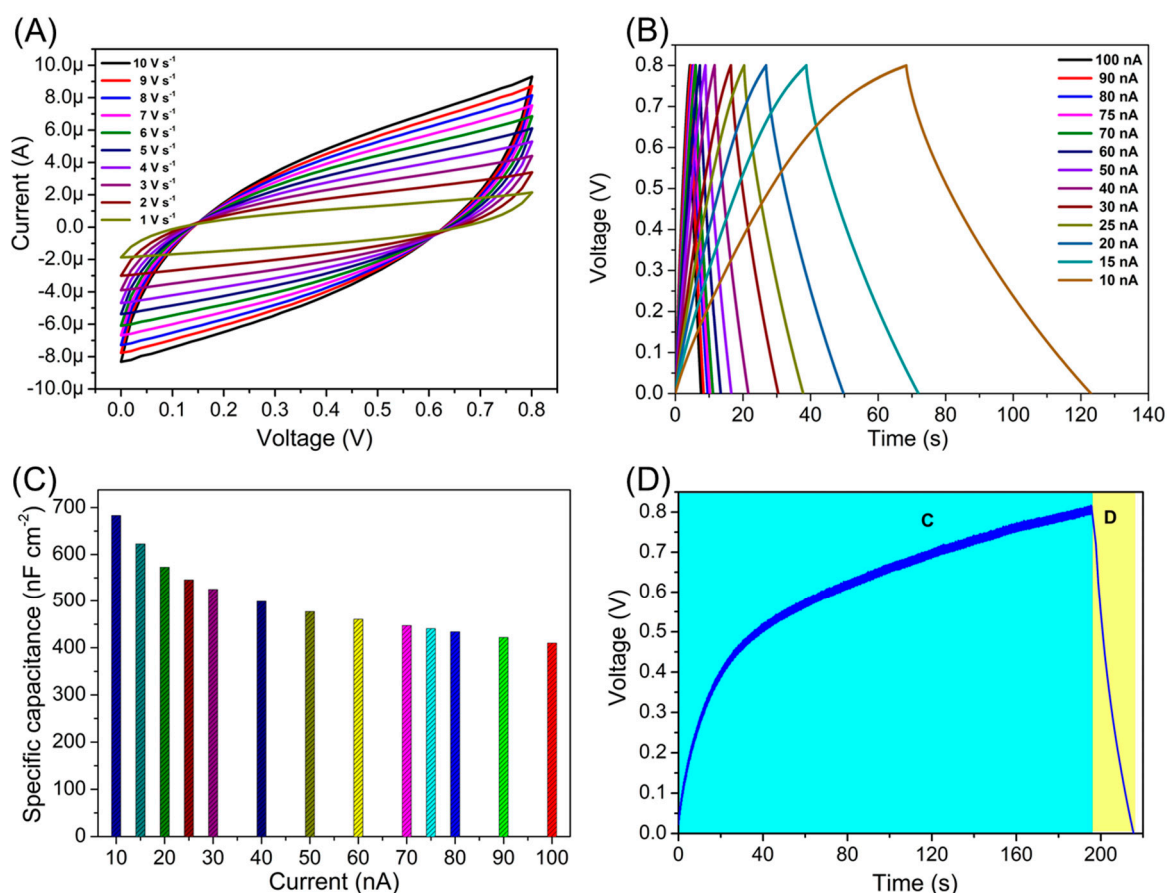 (A)
10.0µ
8.0µ
6.0µ
4.0µ
2.0µ
0.0
-2.0µ
-4.0µ
-6.0µ
-8.0µ
-10.0µ
Current (A)
10 V s⁻¹
9 V s⁻¹
8 V s⁻¹
7 V s⁻¹
6 V s⁻¹
5 V s⁻¹
4 V s⁻¹
3 V s⁻¹
2 V s⁻¹
1 V s⁻¹
0.0 0.1 0.2 0.3 0.4 0.5 0.6 0.7 0.8
Voltage (V)
(B)
0.8
0.7
0.6
0.5
0.4
0.3
0.2
0.1
0.0
Voltage (V)
100 nA
90 nA
80 nA
75 nA
70 nA
60 nA
50 nA
40 nA
30 nA
25 nA
20 nA
15 nA
10 nA
0 20 40 60 80 100 120 140
Time (s)
(C)
700
600
500
400
300
200
100
0
Specific capacitance (nF cm⁻²)
10 20 30 40 50 60 70 80 90 100
Current (nA)
(D)
0.8
0.7
0.6
0.5
0.4
0.3
0.2
0.1
0.0
Voltage (V)
C
D
0 40 80 120 160 200
Time (s)